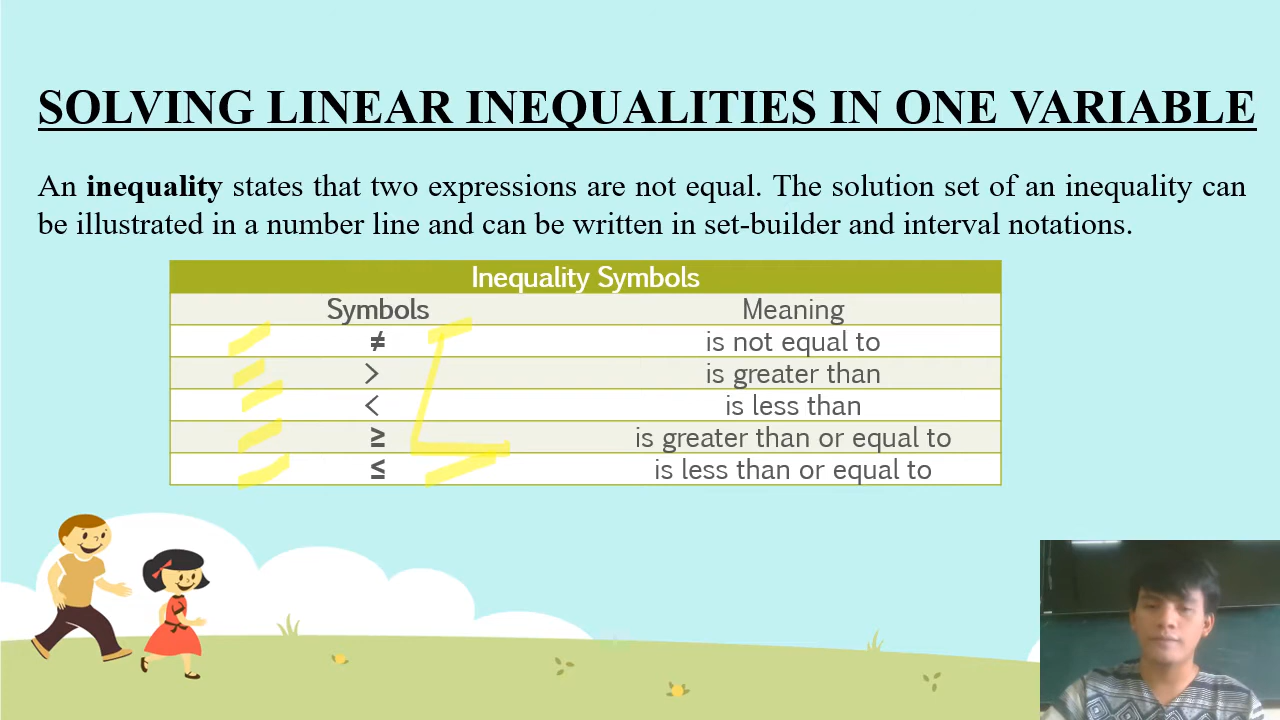 SOLVING LINEAR INEQUALITIES IN ONE VARIABLE
An inequality states that two expressions are not equal. The solution set of an inequality can
be illustrated in a number line and can be written in set-builder and interval notations.
Inequality Symbols
Symbols Meaning
≠ is not equal to
> is greater than
< is less than
≥ is greater than or equal to
≤ is less than or equal to